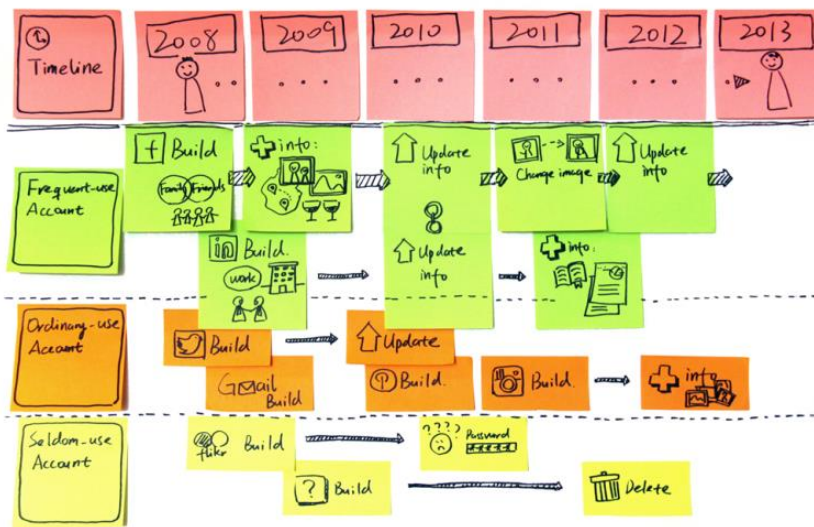 Timeline
2008
2009
2010
2011
2012
2013
Frequent-use
Account
f Build
Family Friends
+ info:
Update
info
Change image
Update
info
in Build.
work
Update
info
+ info:
Ordinary-use
Account
Build
Update
Gmail
Build
Build.
Build.
+ info
Seldom-use
Account
flikr Build
????
Password
? Build
Delete